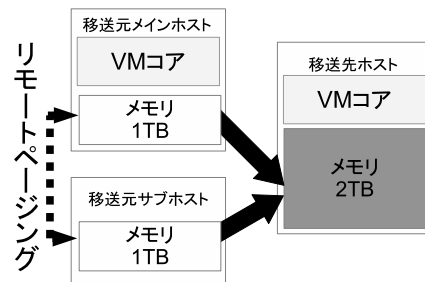 リモートページング
移送元メインホスト
VMコア
メモリ
1TB
移送元サブホスト
メモリ
1TB
移送先ホスト
VMコア
メモリ
2TB